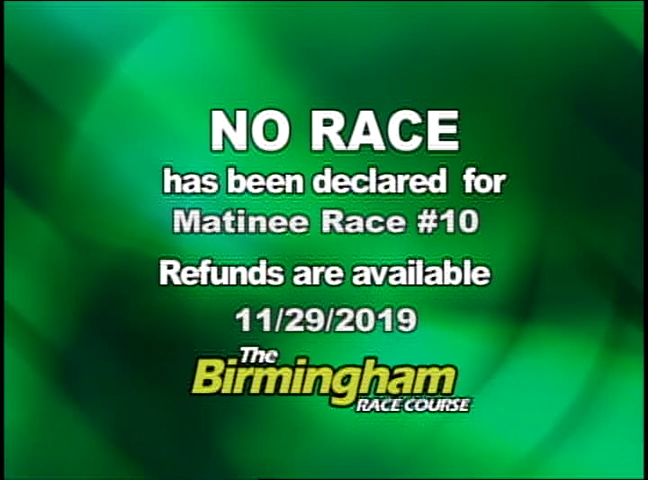 NO RACE
has been declared for
Matinee Race #10
Refunds are available
11/29/2019
The
Birmingham
RACE COURSE